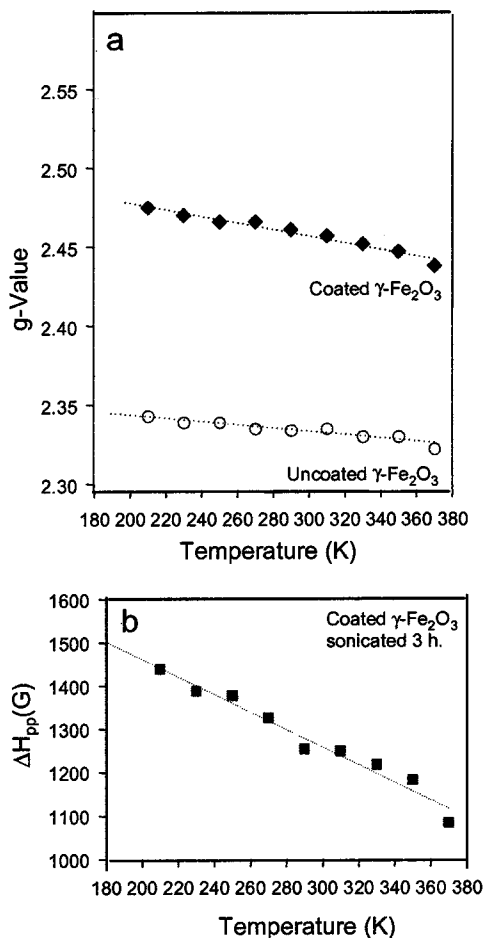 a
2.55
2.50
2.45
2.40
2.35
2.30
g-Value
Coated γ-Fe₂O₃
Uncoated γ-Fe₂O₃
180 200 220 240 260 280 300 320 340 360 380
Temperature (K)
b
Coated γ-Fe₂O₃
sonicated 3 h.
1600
1500
1400
1300
1200
1100
1000
ΔHpp(G)
180 200 220 240 260 280 300 320 340 360 380
Temperature (K)